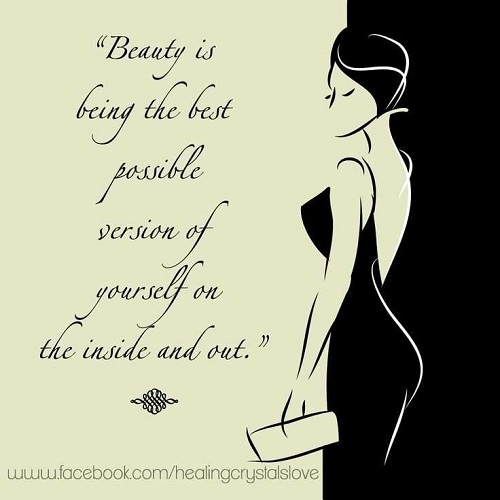 “Beauty is
being the best
possible
version of
yourself on
the inside and out.”
www.facebook.com/healingcrystalslove